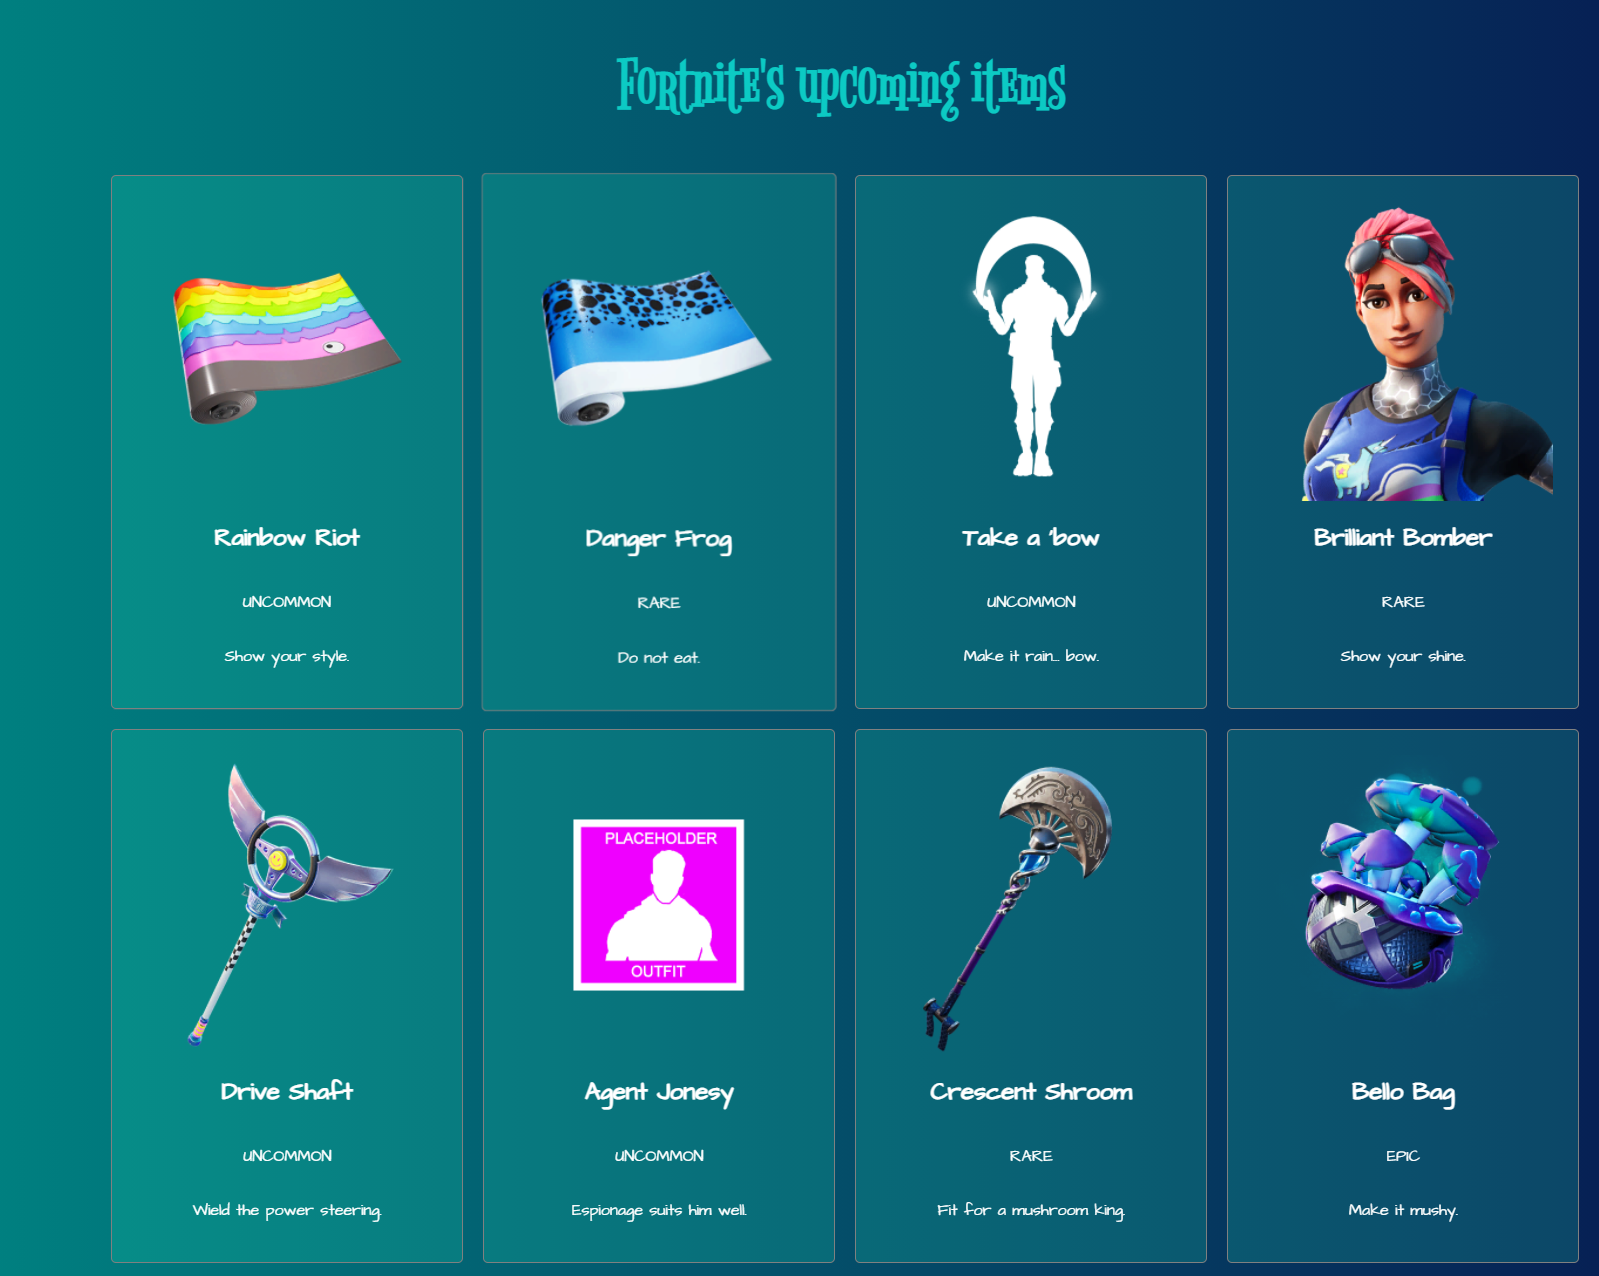 Fortnite's upcoming items
Rainbow Riot
UNCOMMON
Show your style.
Danger Frog
RARE
Do not eat.
Take a 'bow
UNCOMMON
Make it rain... bow.
Brilliant Bomber
RARE
Show your shine.
Drive Shaft
UNCOMMON
Wield the power steering.
PLACEHOLDER
OUTFIT
Agent Jonesy
UNCOMMON
Espionage suits him well.
Crescent Shroom
RARE
Fit for a mushroom king.
Bello Bag
EPIC
Make it mushy.